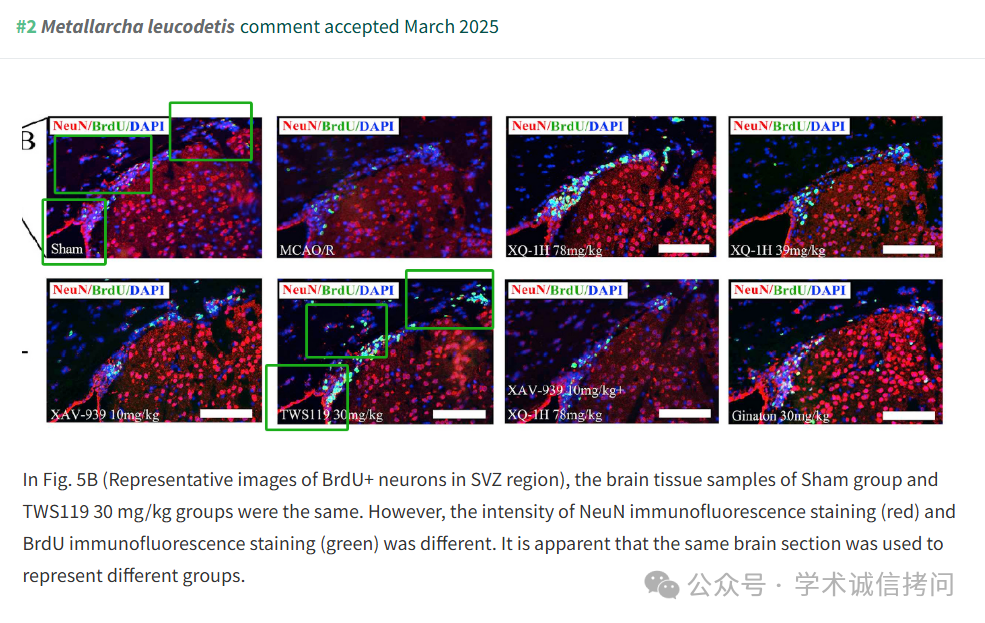 #2 Metallarcha leucodetis comment accepted March 2025
B
NeuN/BrdU/DAPI
NeuN/BrdU/DAPI
NeuN/BrdU/DAPI
NeuN/BrdU/DAPI
Sham
MCAO/R
XQ-1H 78mg/kg
XQ-1H 39mg/kg
NeuN/BrdU/DAPI
NeuN/BrdU/DAPI
NeuN/BrdU/DAPI
NeuN/BrdU/DAPI
XAV-939 10mg/kg
TWS119 30mg/kg
XAV-939 10mg/kg+
XQ-1H 78mg/kg
Ginaton 30mg/kg
In Fig. 5B (Representative images of BrdU+ neurons in SVZ region), the brain tissue samples of Sham group and
TWS119 30 mg/kg groups were the same. However, the intensity of NeuN immunofluorescence staining (red) and
BrdU immunofluorescence staining (green) was different. It is apparent that the same brain section was used to
represent different groups.
公众号 · 学术诚信拷问